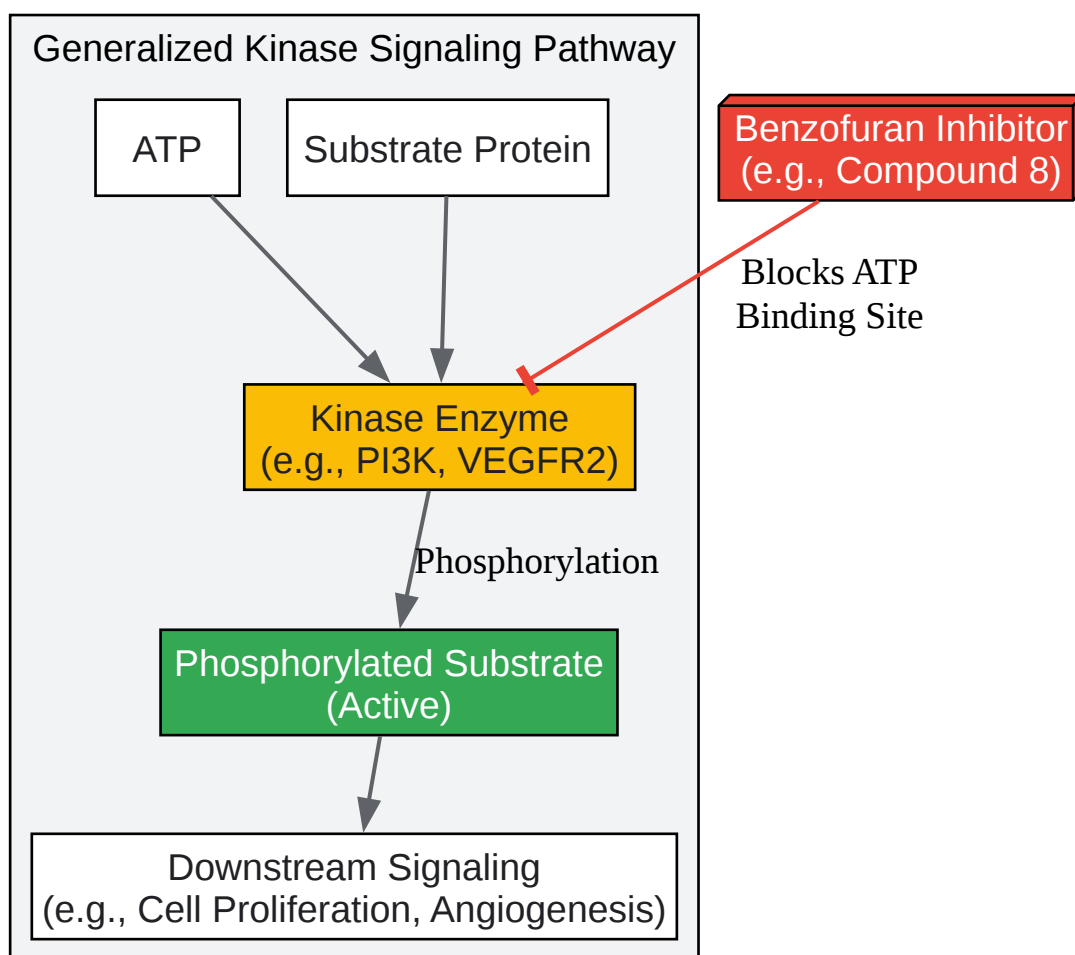 Generalized Kinase Signaling Pathway
ATP
Substrate Protein
Benzofuran Inhibitor
(e.g., Compound 8)
Blocks ATP
Binding Site
Kinase Enzyme
(e.g., PI3K, VEGFR2)
Phosphorylation
Phosphorylated Substrate
(Active)
Downstream Signaling
(e.g., Cell Proliferation, Angiogenesis)